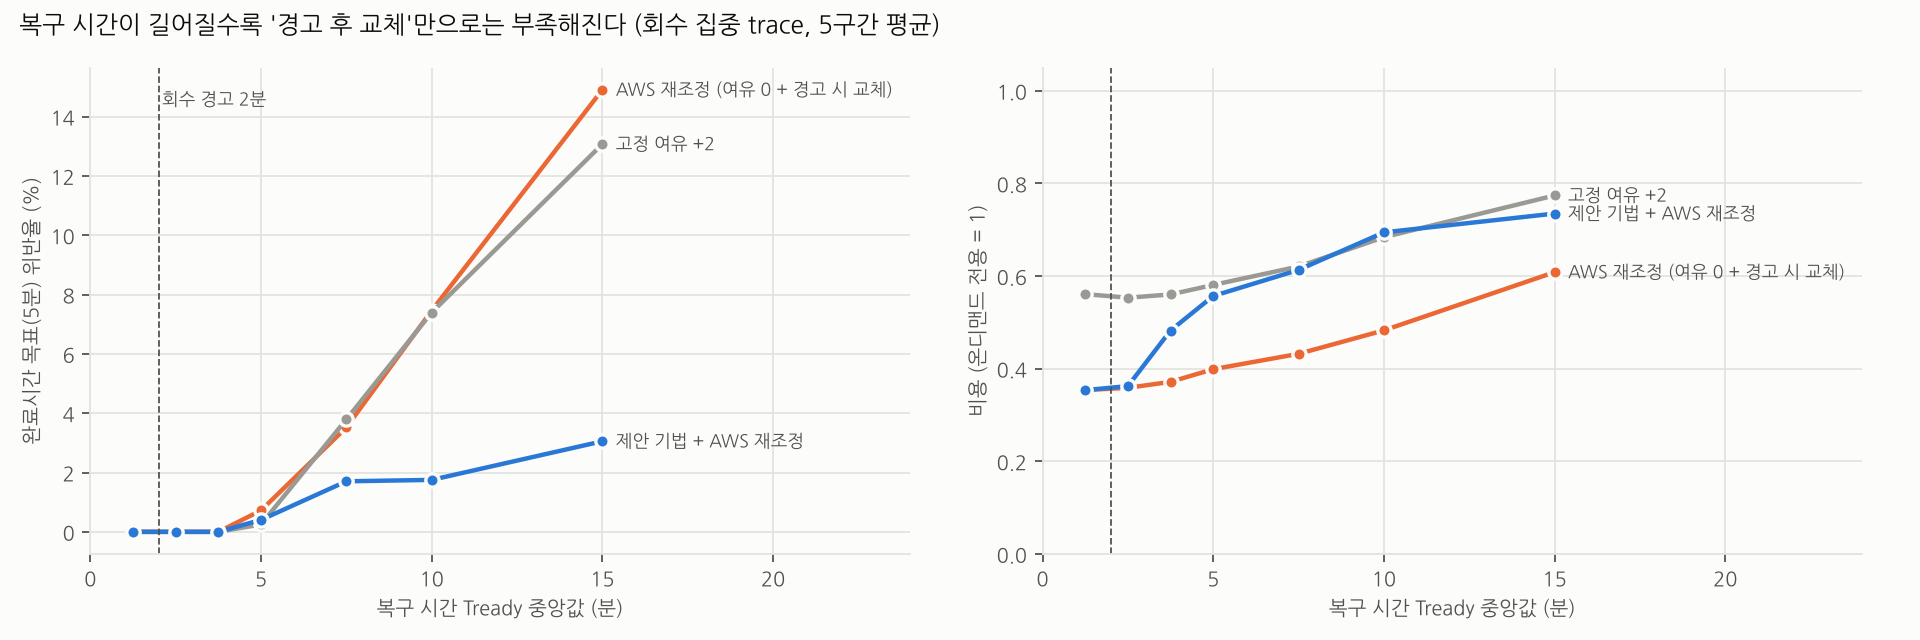 복구 시간이 길어질수록 '경고 후 교체'만으로는 부족해진다 (회수 집중 trace, 5구간 평균)
완료시간 목표(5분) 위반율 (%)
14
12
10
8
6
4
2
0
회수 경고 2분
AWS 재조정 (여유 0 + 경고 시 교체)
고정 여유 +2
제안 기법 + AWS 재조정
0 5 10 15 20
복구 시간 Tready 중앙값 (분)
비용 (온디맨드 전용 = 1)
1.0
0.8
0.6
0.4
0.2
0.0
고정 여유 +2
제안 기법 + AWS 재조정
AWS 재조정 (여유 0 + 경고 시 교체)
0 5 10 15 20
복구 시간 Tready 중앙값 (분)